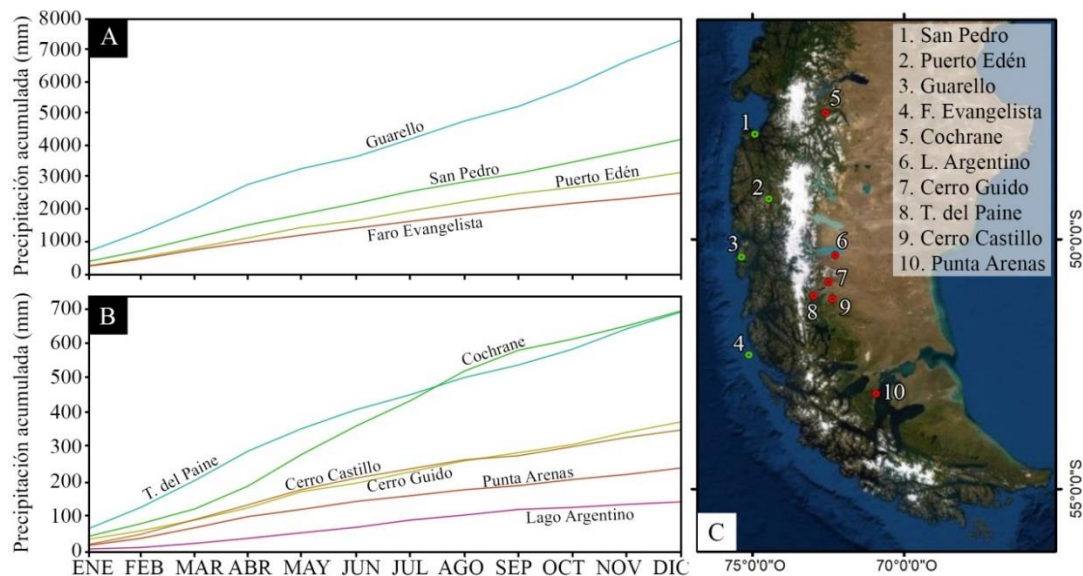 Precipitación acumulada (mm)
8000
7000
6000
5000
4000
3000
2000
1000
0
A
Guarello
San Pedro
Puerto Edén
Faro Evangelista
Precipitación acumulada (mm)
700
600
500
400
300
200
100
0
B
T. del Paine
Cochrane
Cerro Castillo
Cerro Guido
Punta Arenas
Lago Argentino
ENE FEB MAR ABR MAY JUN JUL AGO SEP OCT NOV DIC
1. San Pedro
2. Puerto Edén
3. Guarello
4. F. Evangelista
5. Cochrane
6. L. Argentino
7. Cerro Guido
8. T. del Paine
9. Cerro Castillo
10. Punta Arenas
5
1
2
3
6
7
8
9
4
10
C
50°0'0"S
55°0'0"S
75°0'0"O
70°0'0"O